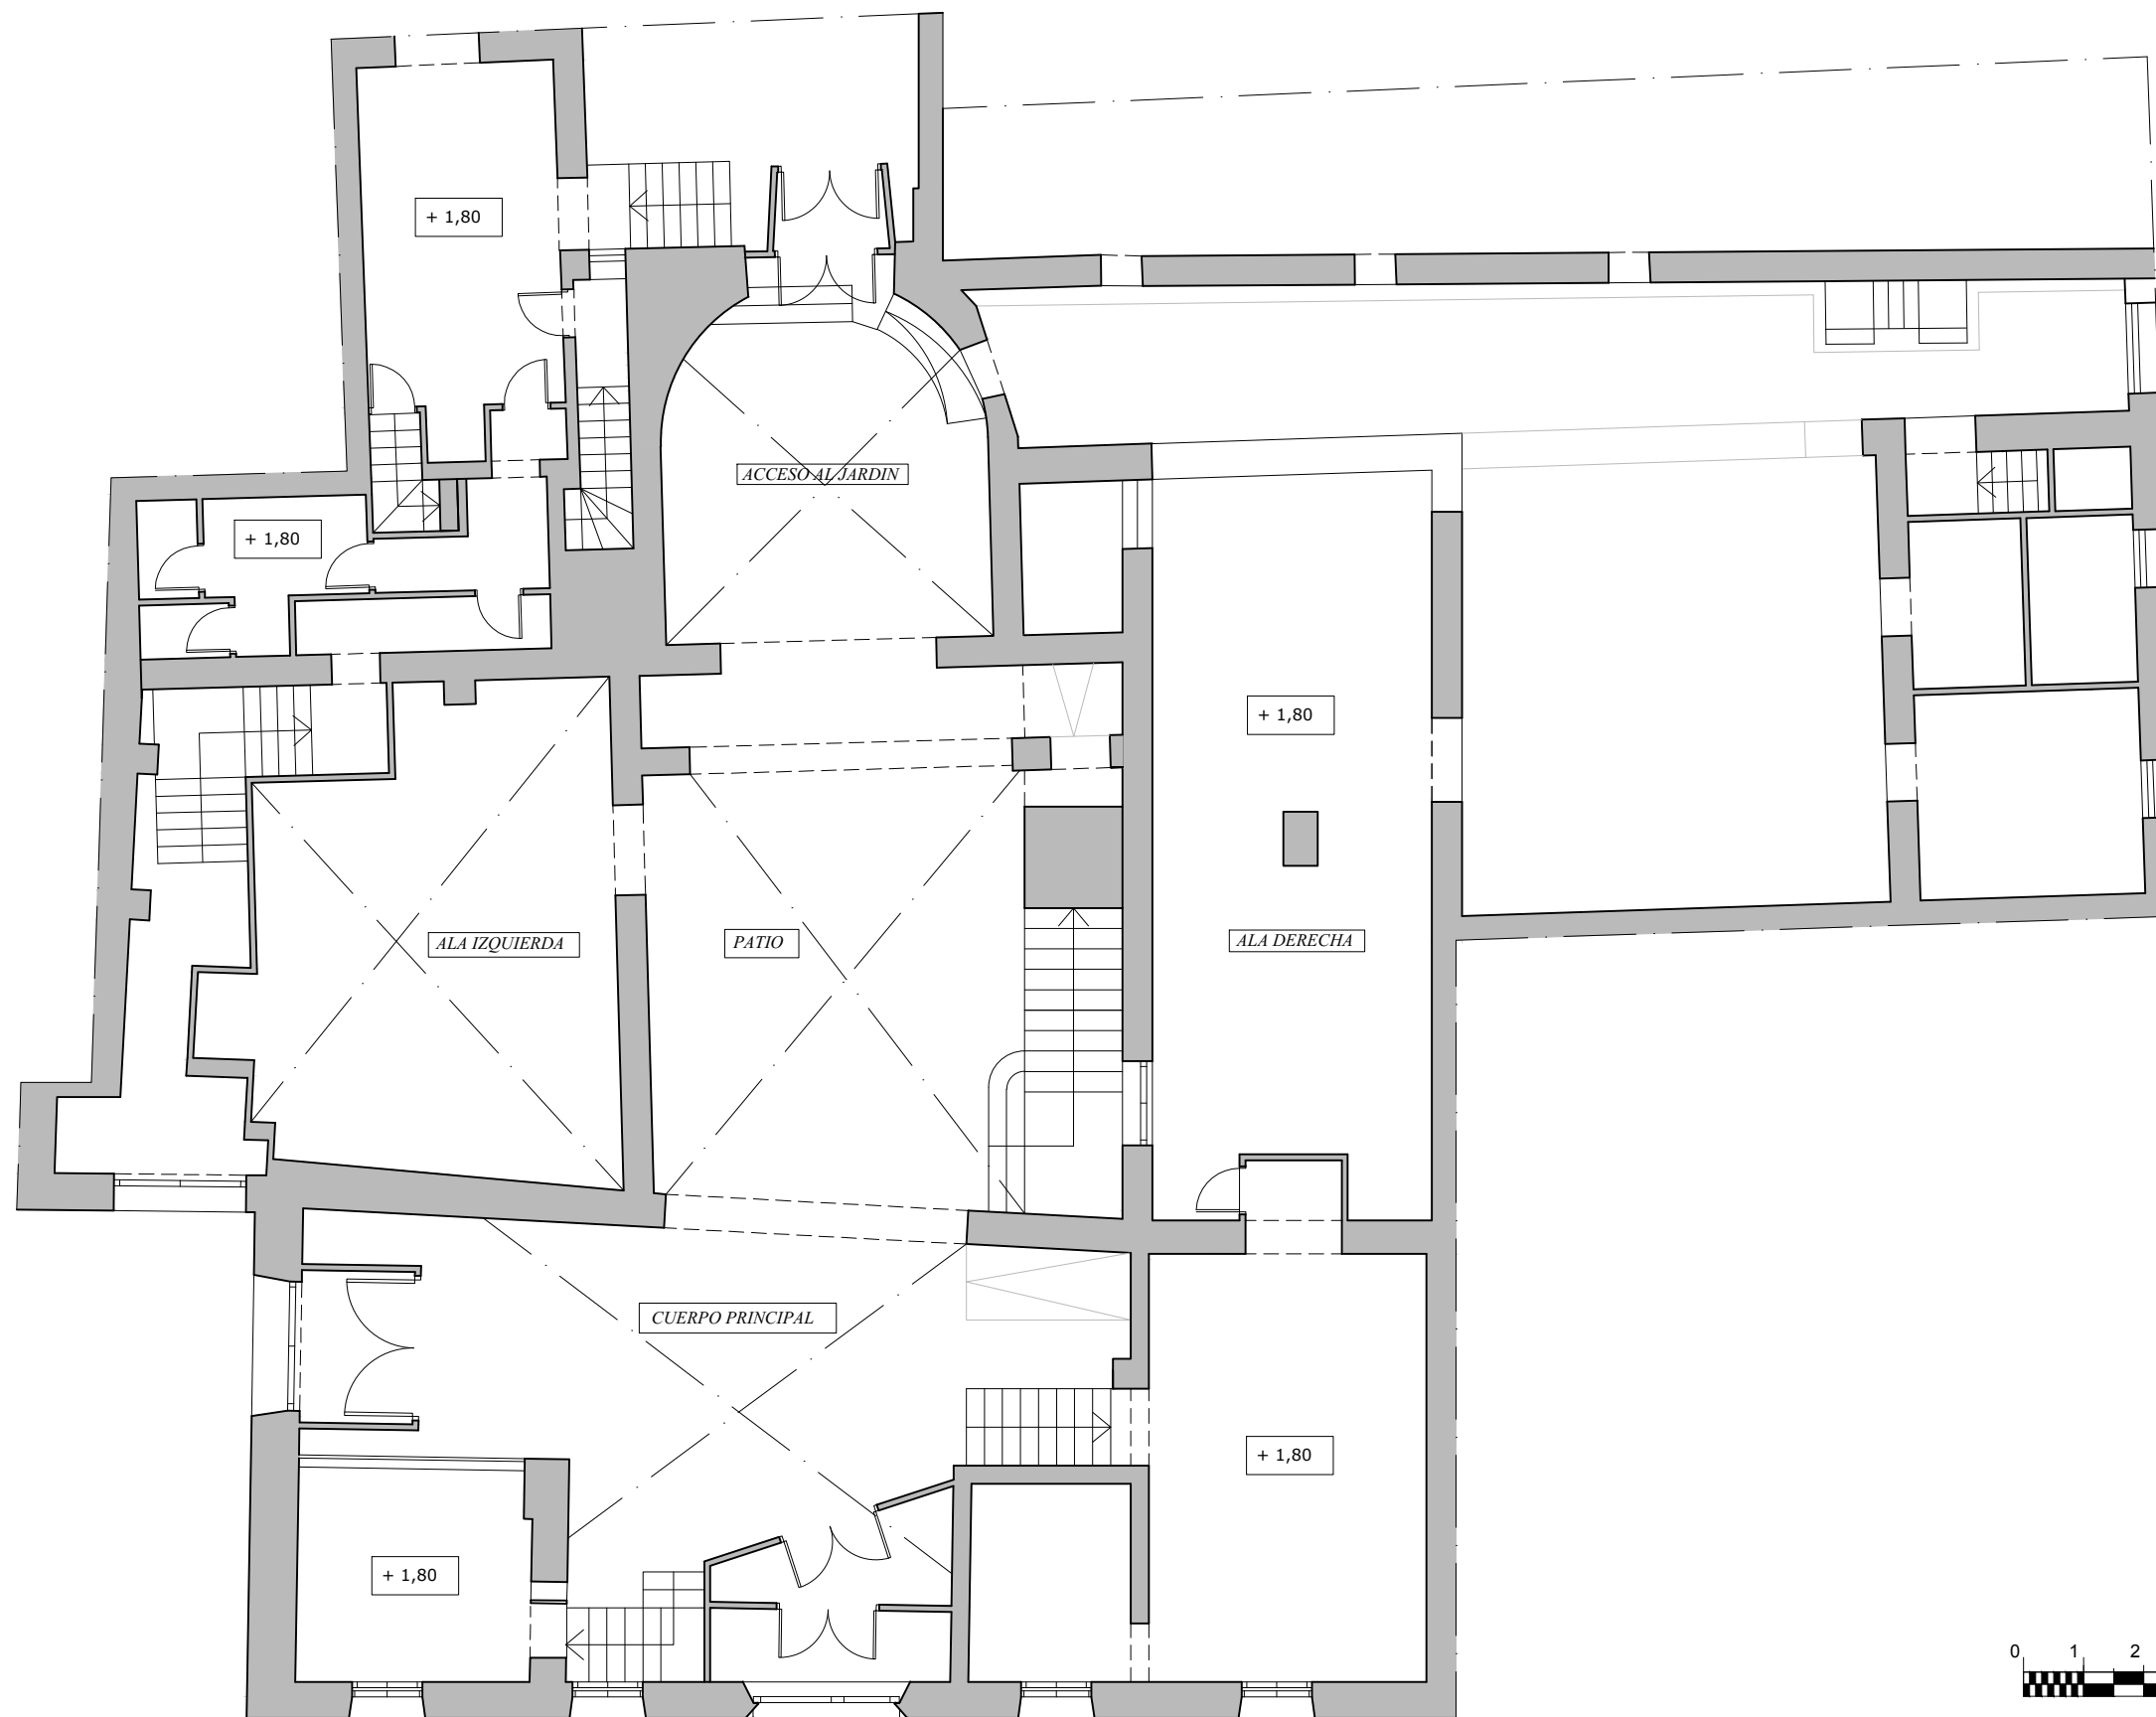 + 1,80
ACCESO AL JARDIN
+ 1,80
+ 1,80
ALA IZQUIERDA
PATIO
ALA DERECHA
CUERPO PRINCIPAL
+ 1,80
+ 1,80
0 1 2